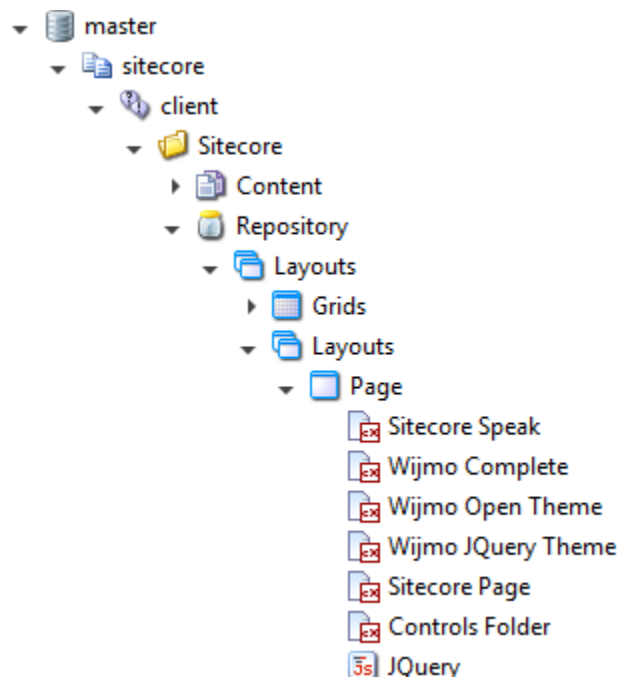 master
sitecore
client
Sitecore
Content
Repository
Layouts
Grids
Layouts
Page
Sitecore Speak
Wijmo Complete
Wijmo Open Theme
Wijmo JQuery Theme
Sitecore Page
Controls Folder
JQuery